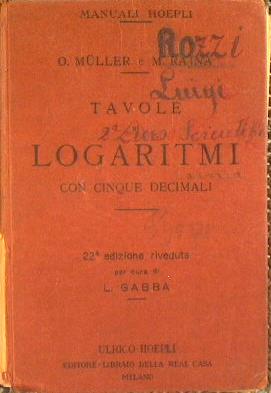 MANUALI HOEPLI
Rozzi
O. MÜLLER e M. RAJNA
Luigi
TAVOLE
LOGARITMI
CON CINQUE DECIMALI
22ª edizione riveduta
per cura di
L. GABBA
ULRICO HOEPLI
EDITORE-LIBRAIO DELLA REAL CASA
MILANO